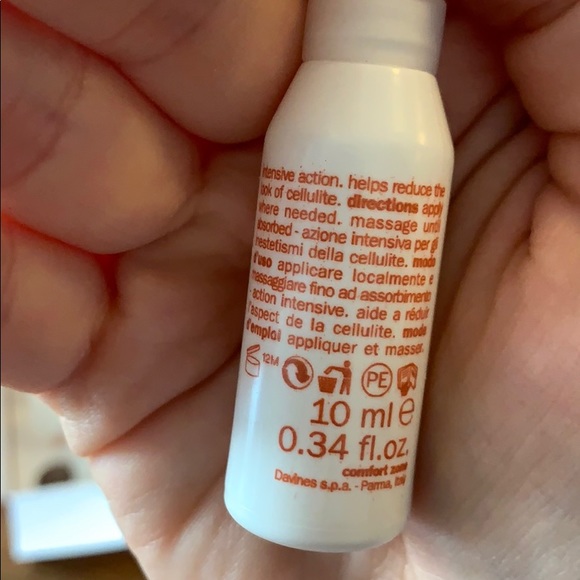 intensive action. helps reduce the
look of cellulite. directions apply
where needed. massage until
absorbed - azione intensiva per gli
inestetismi della cellulite. modo
d'uso applicare localmente e
massaggiare fino ad assorbimento
- action intensive. aide a réduir
l'aspect de la cellulite. mode
d'emploi appliquer et masser.
12M
PE
10 ml e
0.34 fl.oz.
comfort zone
Davines s.p.a. - Parma, Italy